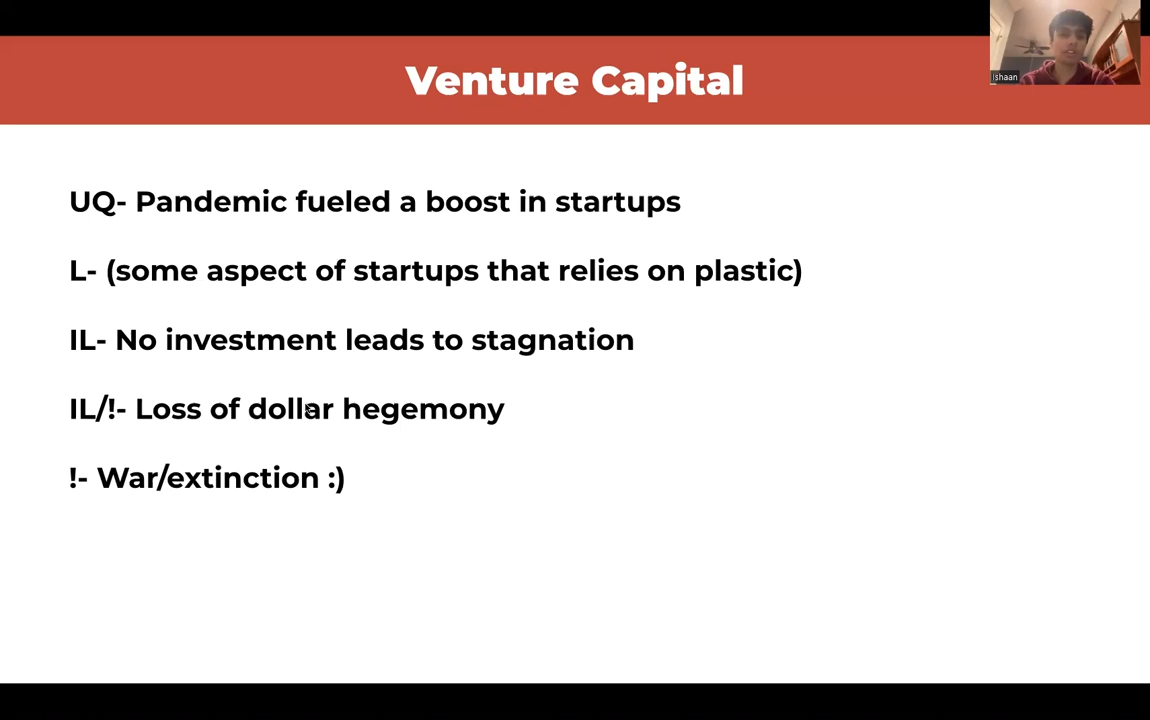 Venture Capital
Ishaan
UQ- Pandemic fueled a boost in startups
L- (some aspect of startups that relies on plastic)
IL- No investment leads to stagnation
IL/!- Loss of dollar hegemony
!- War/extinction :)